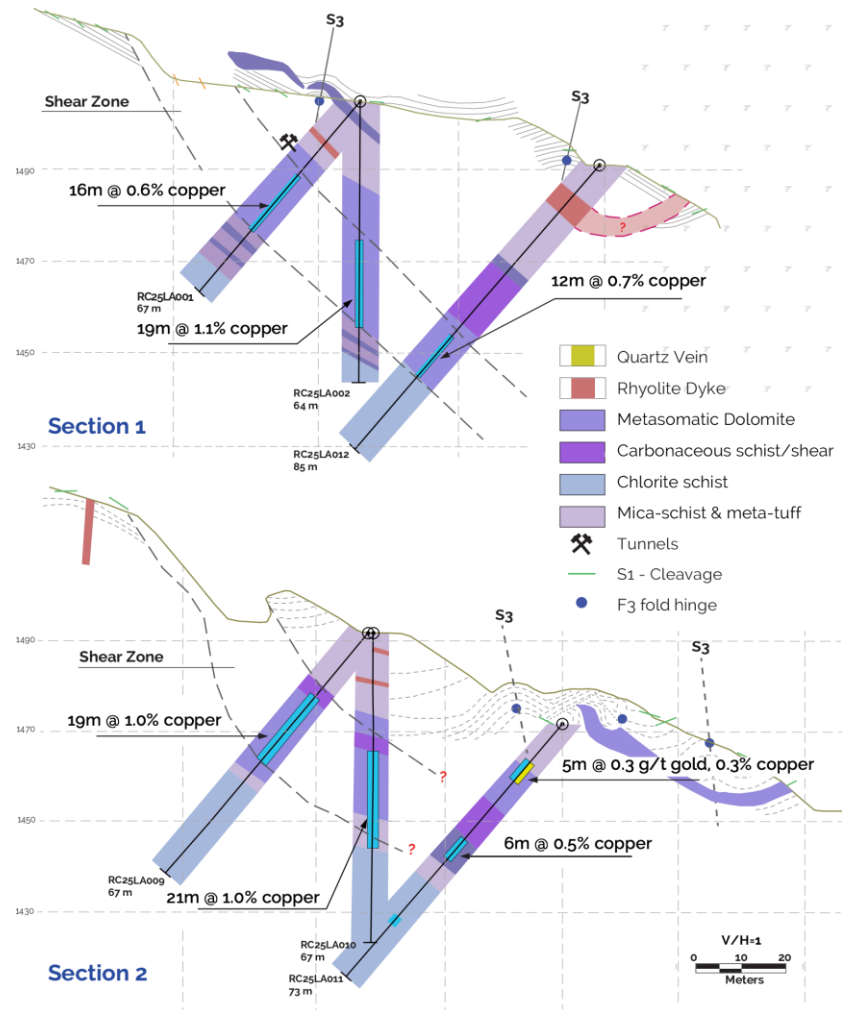 S3
S3
Shear Zone
1490
16m @ 0.6% copper
1470
RC25LA001
67 m
12m @ 0.7% copper
19m @ 1.1% copper
?
1450
RC25LA002
64 m
Section 1
1430
RC25LA012
85 m
Quartz Vein
Rhyolite Dyke
Metasomatic Dolomite
Carbonaceous schist/shear
Chlorite schist
Mica-schist & meta-tuff
Tunnels
S1 - Cleavage
F3 fold hinge
S3
S3
1490
Shear Zone
1470
19m @ 1.0% copper
?
5m @ 0.3 g/t gold, 0.3% copper
1450
?
6m @ 0.5% copper
RC25LA009
67 m
21m @ 1.0% copper
1430
RC25LA010
67 m
RC25LA011
73 m
Section 2
V/H=1
0 10 20
Meters